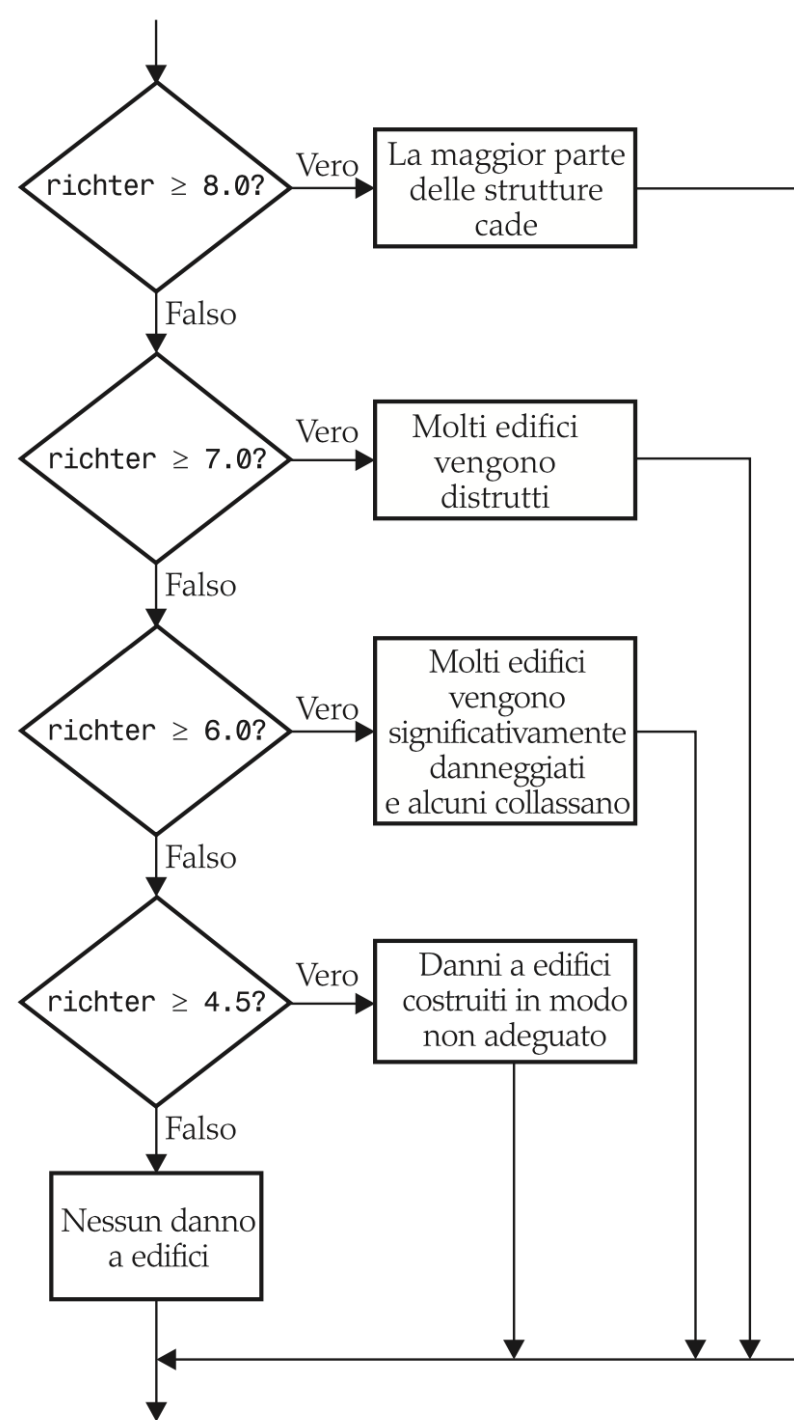 richter ≥ 8.0?
Vero
La maggior parte
delle strutture
cade
Falso
richter ≥ 7.0?
Vero
Molti edifici
vengono
distrutti
Falso
richter ≥ 6.0?
Vero
Molti edifici
vengono
significativamente
danneggiati
e alcuni collassano
Falso
richter ≥ 4.5?
Vero
Danni a edifici
costruiti in modo
non adeguato
Falso
Nessun danno
a edifici